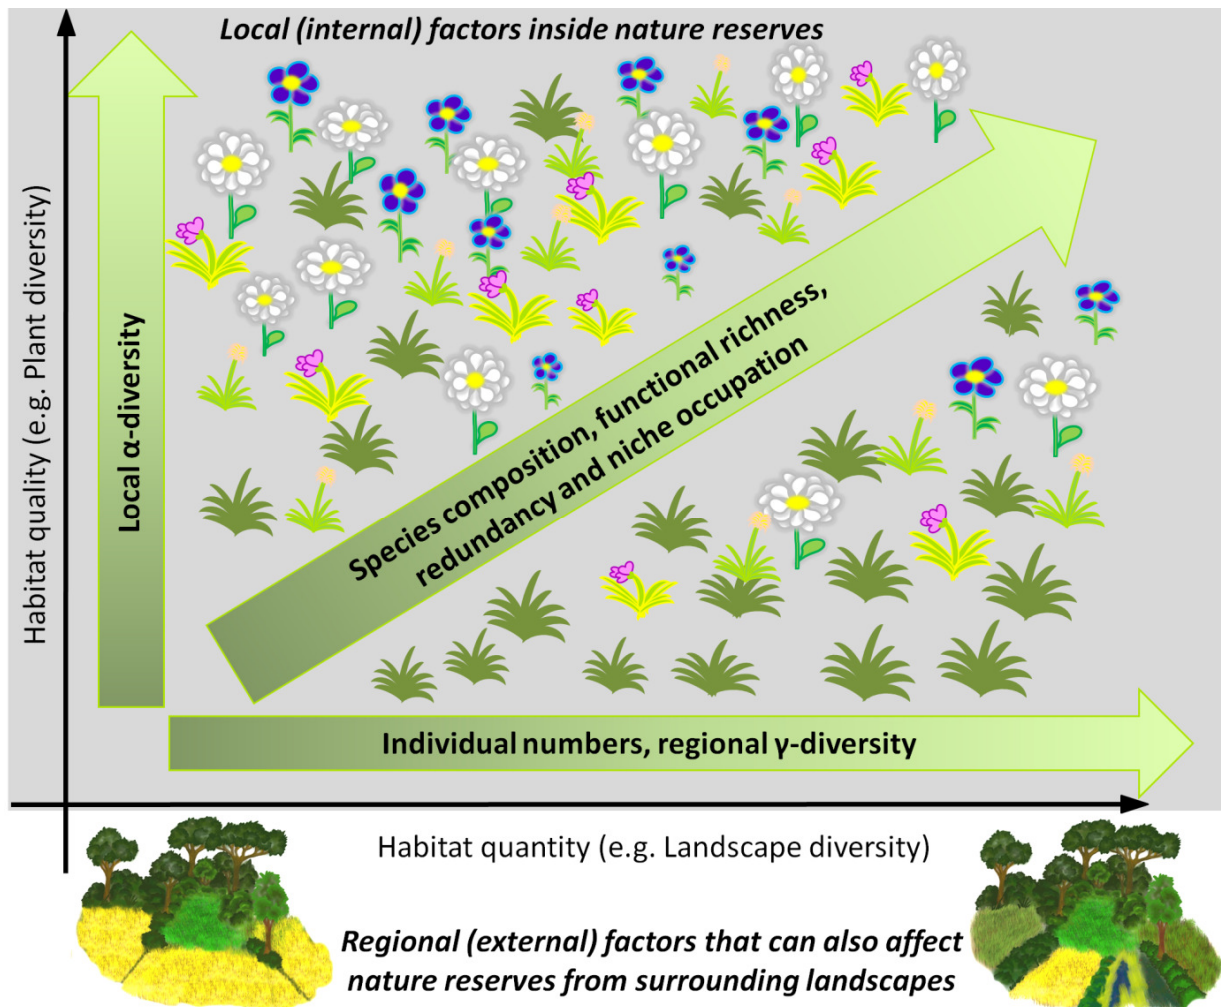 Local (internal) factors inside nature reserves
Habitat quality (e.g. Plant diversity)
Local α-diversity
Species composition, functional richness,
redundancy and niche occupation
Individual numbers, regional γ-diversity
Habitat quantity (e.g. Landscape diversity)
Regional (external) factors that can also affect
nature reserves from surrounding landscapes